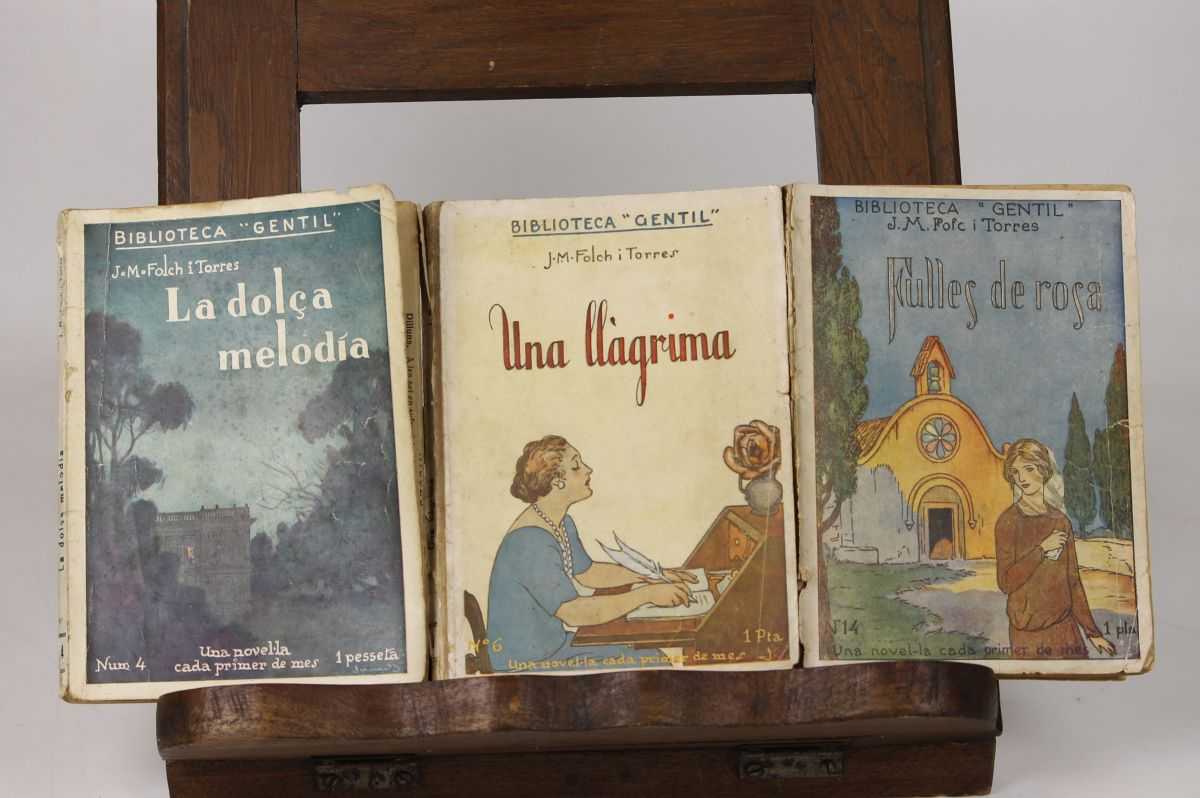 BIBLIOTECA "GENTIL"
J.M. Folch i Torres
La dolça
melodía
Num 4
Una novel·la
cada primer de mes
1 pesseta
La dolça melodía
BIBLIOTECA "GENTIL"
J.M. Folch i Torres
Una llàgrima
Nº 6
1 Pta
Una novel·la cada primer de mes
BIBLIOTECA "GENTIL"
J.M. Folc i Torres
Fulles de rosa
Nº14
1 pta
Una novel·la cada primer de mes